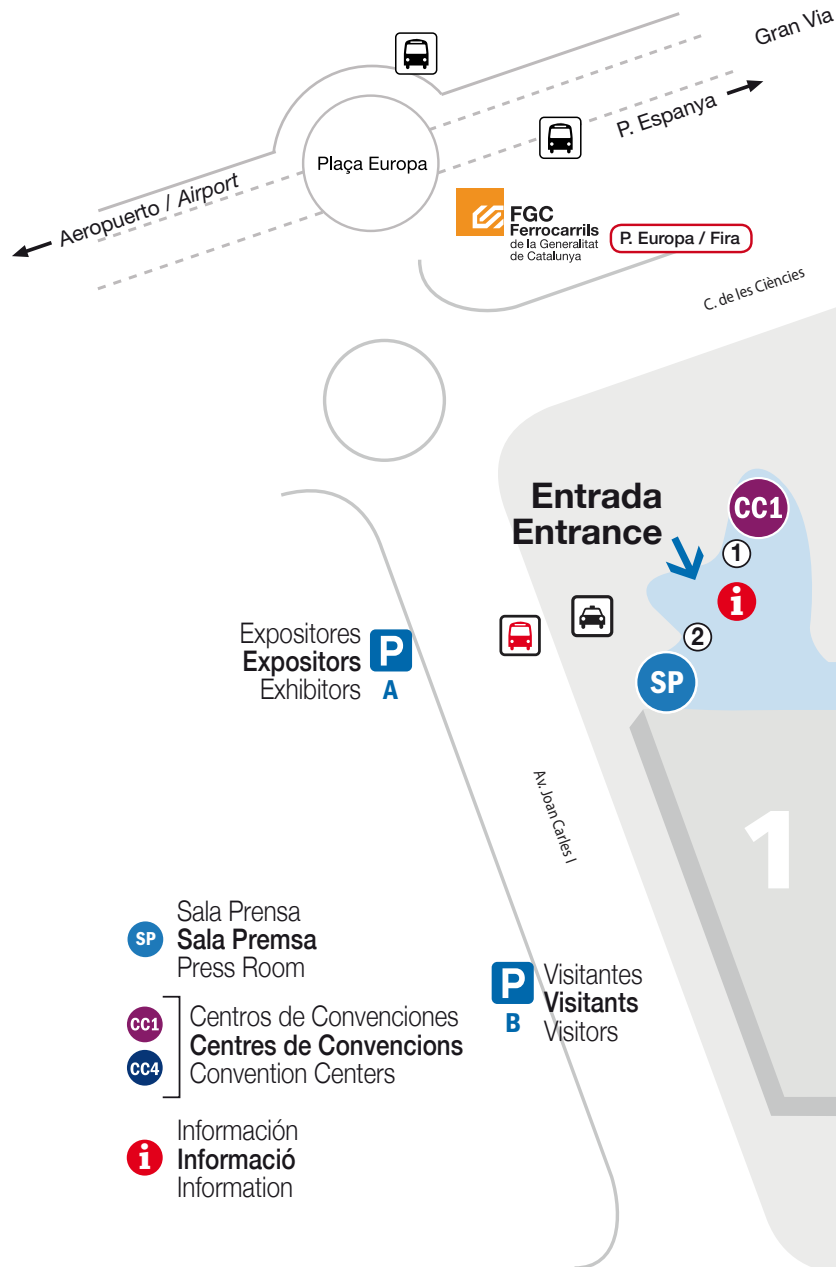 Gran Via
P. Espanya
Plaça Europa
Aeropuerto / Airport
FGC
Ferrocarrils
de la Generalitat
de Catalunya
P. Europa / Fira
C. de les Ciències
Entrada
Entrance
CC1
1
i
2
SP
Expositores
Expositors
Exhibitors
P
A
Av. Joan Carles I
1
SP
Sala Prensa
Sala Premsa
Press Room
P
B
Visitantes
Visitants
Visitors
CC1
CC4
Centros de Convenciones
Centres de Convencions
Convention Centers
i
Información
Informació
Information